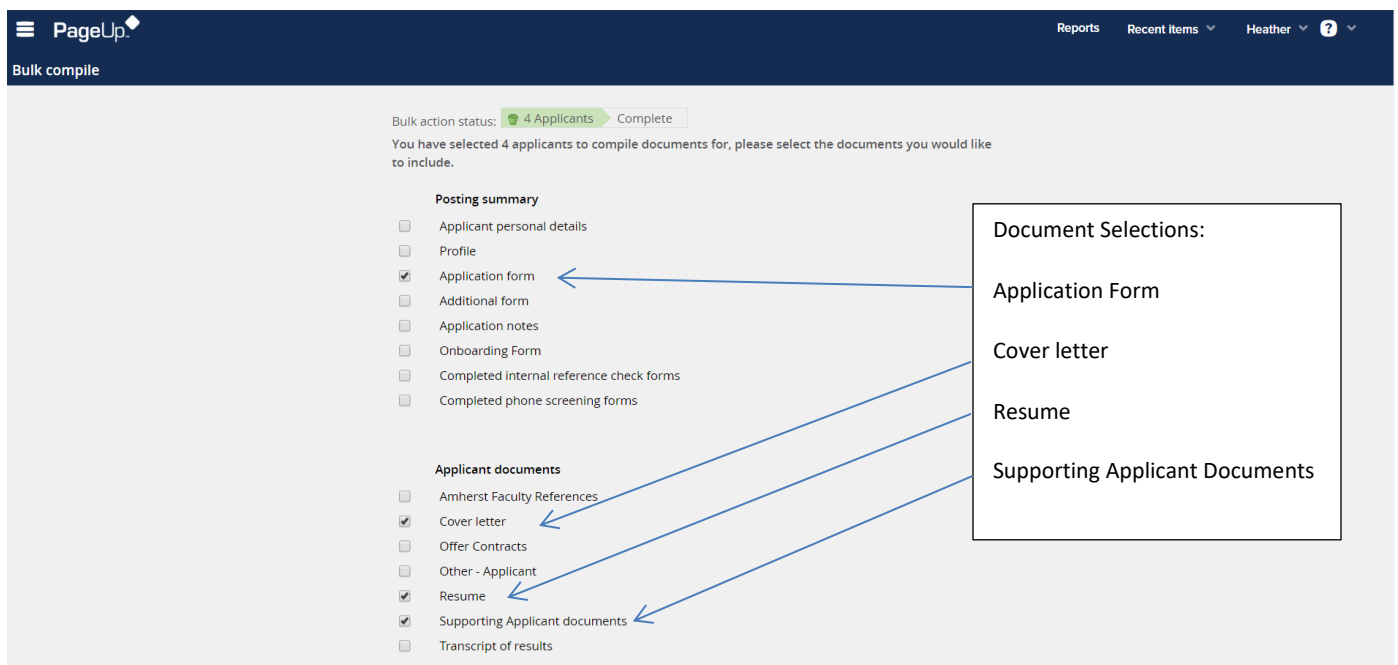 PageUp
Reports Recent items Heather ?
Bulk compile
Bulk action status: 4 Applicants Complete
You have selected 4 applicants to compile documents for, please select the documents you would like
to include.
Posting summary
Applicant personal details
Profile
Application form
Additional form
Application notes
Onboarding Form
Completed internal reference check forms
Completed phone screening forms
Applicant documents
Amherst Faculty References
Cover letter
Offer Contracts
Other - Applicant
Resume
Supporting Applicant documents
Transcript of results
Document Selections:
Application Form
Cover letter
Resume
Supporting Applicant Documents